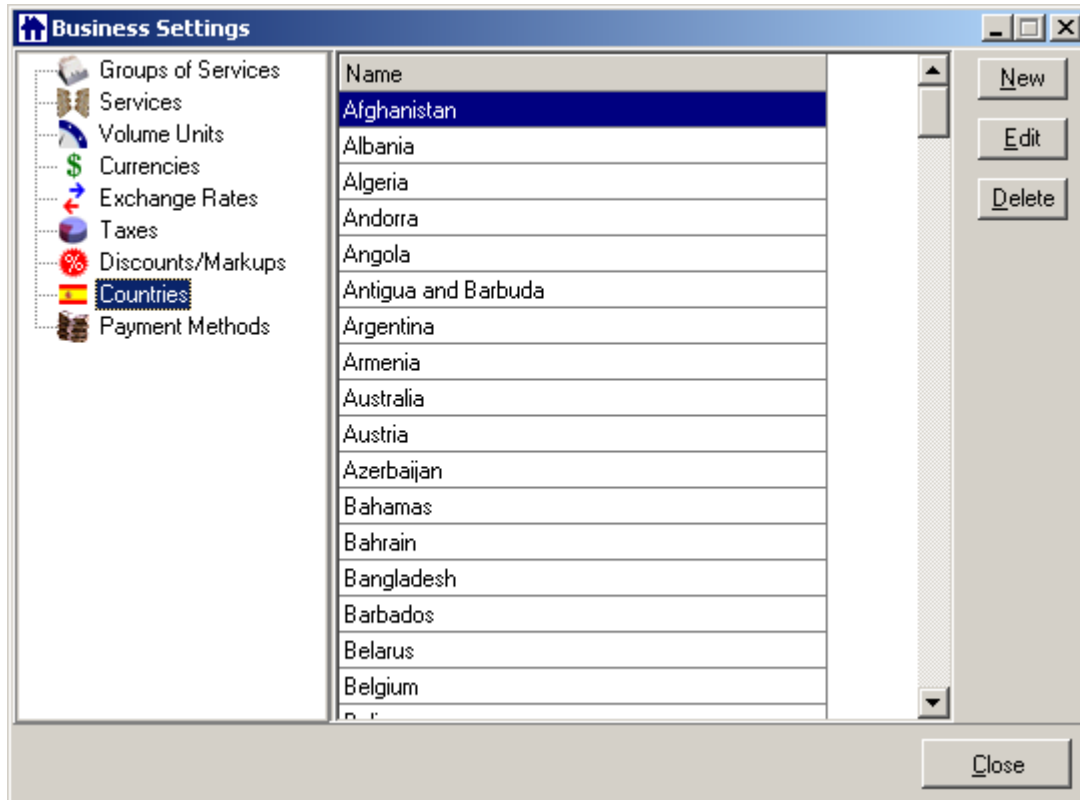 Business Settings
Groups of Services
Services
Volume Units
$ Currencies
Exchange Rates
Taxes
% Discounts/Markups
Countries
Payment Methods
Name
Afghanistan
Albania
Algeria
Andorra
Angola
Antigua and Barbuda
Argentina
Armenia
Australia
Austria
Azerbaijan
Bahamas
Bahrain
Bangladesh
Barbados
Belarus
Belgium
New
Edit
Delete
Close